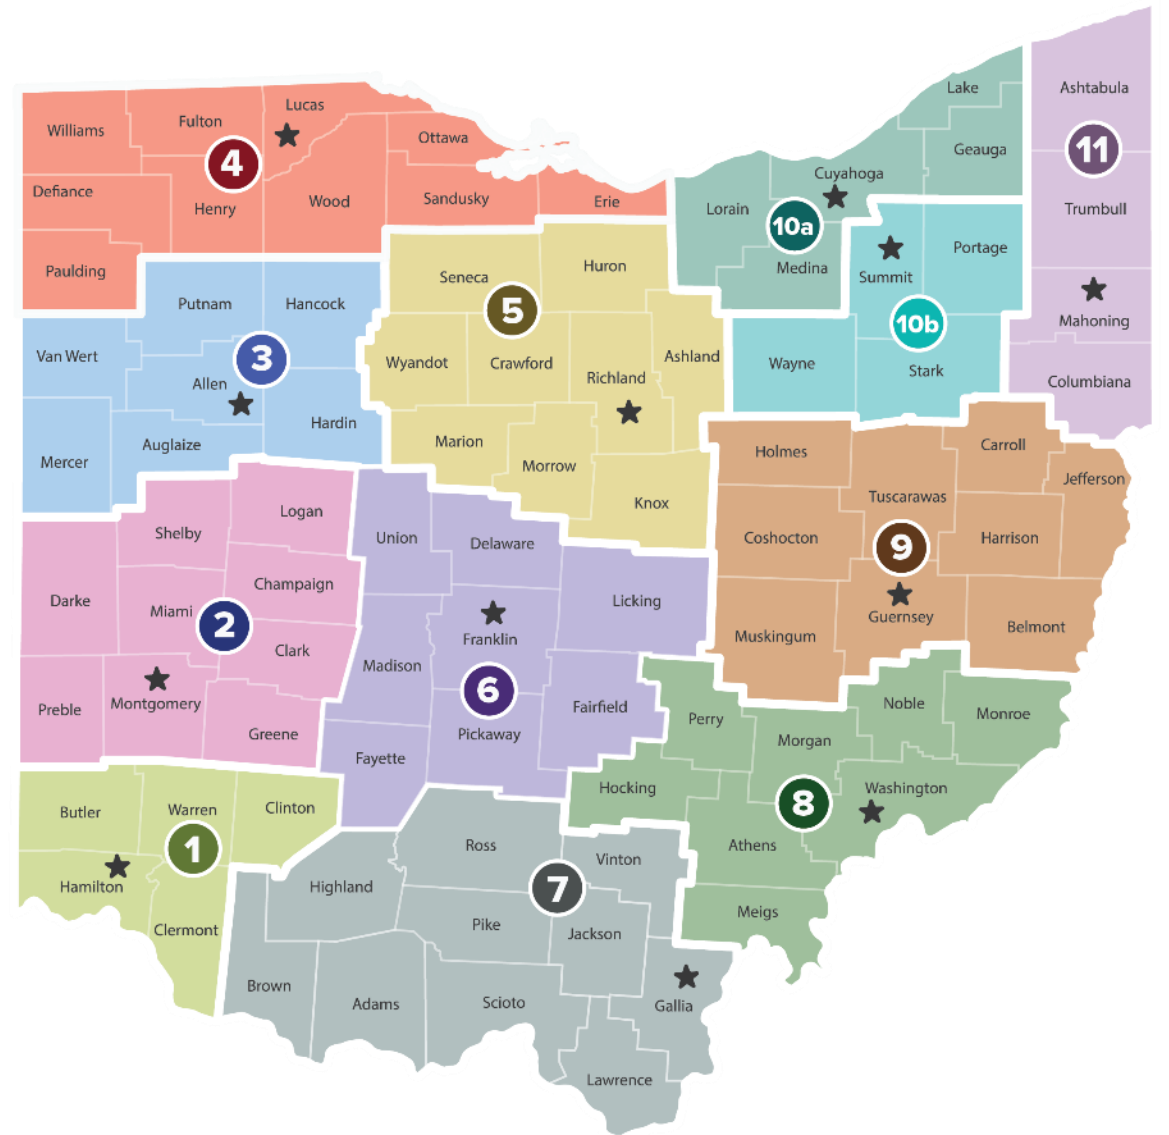 Williams
Fulton
Lucas
4
Defiance
Henry
Wood
Ottawa
Sandusky
Erie
Paulding
Putnam
Hancock
3
Van Wert
Allen
Hardin
Auglaize
Mercer
Seneca
Huron
5
Wyandot
Crawford
Richland
Ashland
Marion
Morrow
Knox
Lake
Geauga
Cuyahoga
Lorain
10a
Medina
Summit
Portage
10b
Wayne
Stark
Ashtabula
11
Trumbull
Mahoning
Columbiana
Holmes
Carroll
Jefferson
Tuscarawas
Coshocton
9
Harrison
Guernsey
Muskingum
Belmont
Shelby
Logan
Champaign
Darke
Miami
2
Clark
Preble
Montgomery
Greene
Union
Delaware
Licking
Franklin
Madison
6
Fairfield
Pickaway
Fayette
Perry
Noble
Monroe
Morgan
Hocking
8
Washington
Athens
Meigs
Butler
Warren
Clinton
1
Hamilton
Clermont
Ross
Vinton
7
Highland
Pike
Jackson
Brown
Adams
Scioto
Gallia
Lawrence